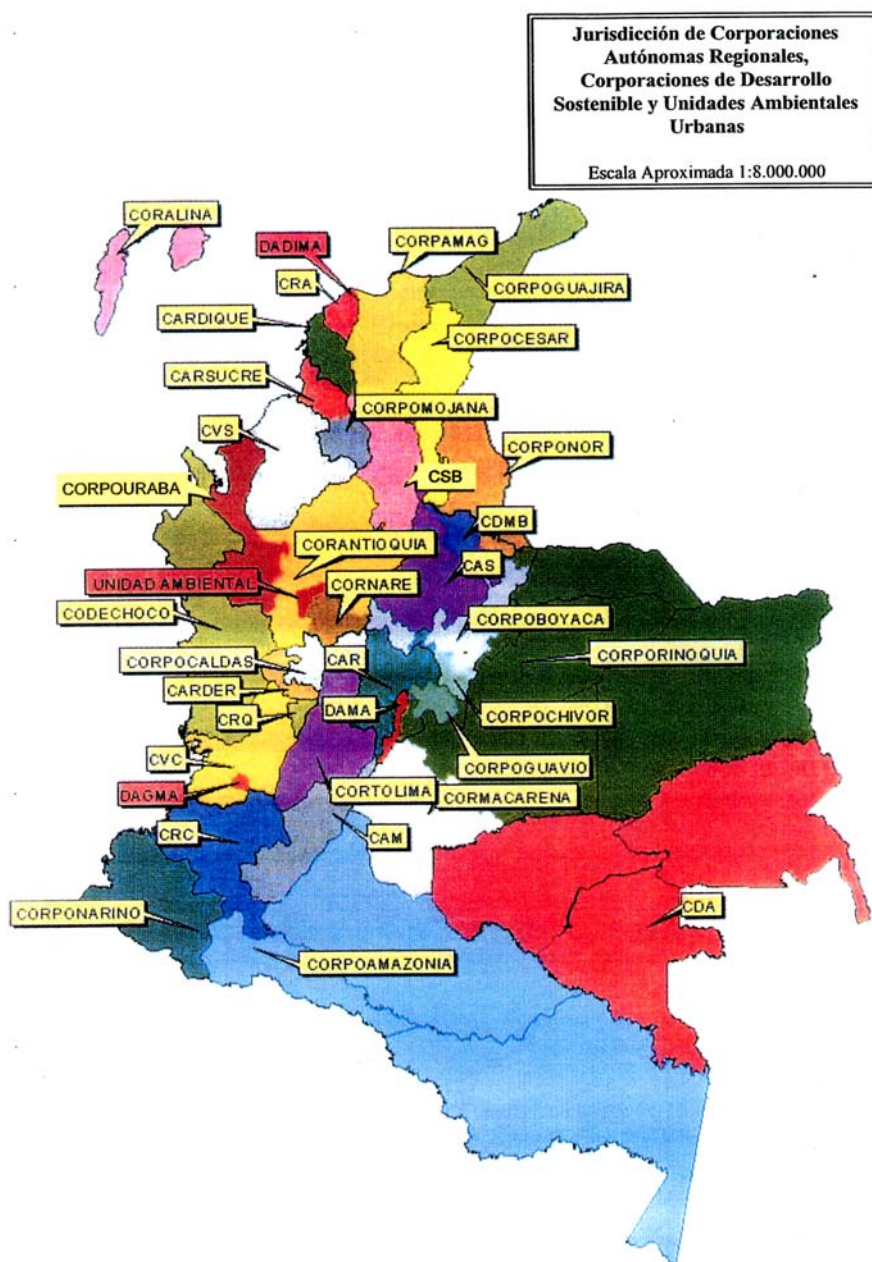 Jurisdicción de Corporaciones
Autónomas Regionales,
Corporaciones de Desarrollo
Sostenible y Unidades Ambientales
Urbanas
Escala Aproximada 1:8.000.000
CORALINA
DADIMA
CORPAMAG
CRA
CORPOGUAJIRA
CARDIQUE
CORPOCESAR
CARSUCRE
CORPOMOJANA
CVS
CORPONOR
CSB
CORPOURABA
CDMB
CORANTIOQUIA
CAS
UNIDAD AMBIENTAL
CORNARE
CODECHOCO
CORPOBOYACA
CORPOCALDAS
CAR
CORPORINOQUIA
CARDER
DAMA
CORPOCHIVOR
CRQ
CVC
CORPOGUAVIO
DAGMA
CORTOLIMA
CORMACARENA
CRC
CAM
CORPONARINO
CDA
CORPOAMAZONIA